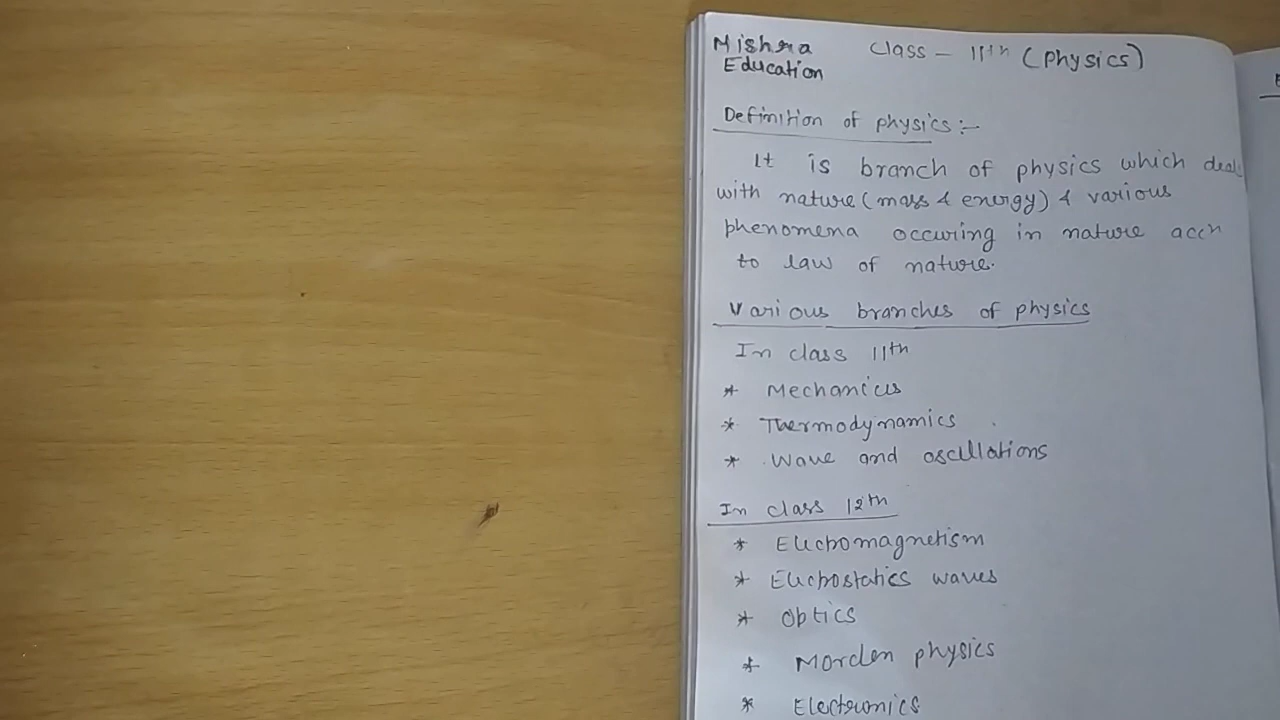 Mishra
Education
Class - 11th (Physics)
Definition of physics :-
It is branch of physics which deal
with nature (mass & energy) & various
phenomena occuring in nature accn
to law of nature.
Various branches of physics
In class 11th
* Mechanics
* Thermodynamics
* Wave and oscillations
In class 12th
* Electromagnetism
* Electrostatics waves
* Optics
* Morden physics
* Electronics